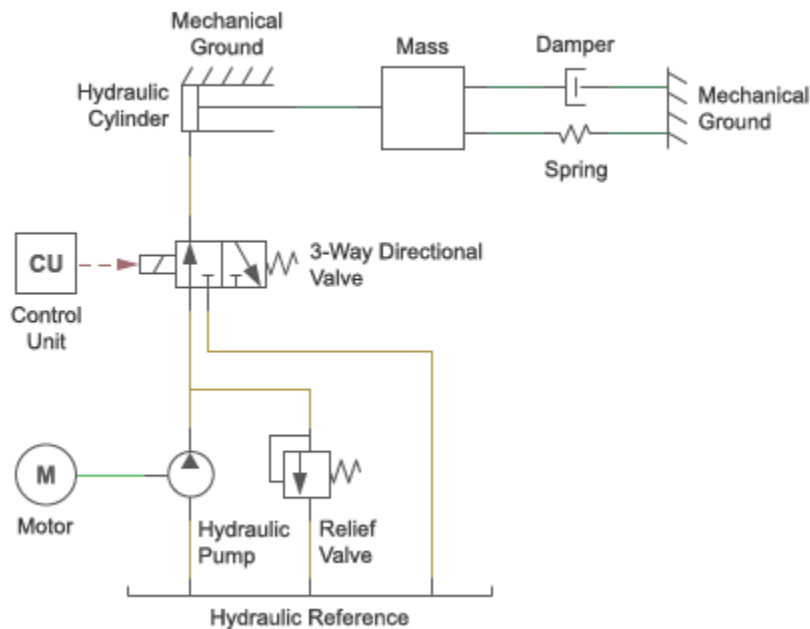 Mechanical
Ground
Mass
Damper
Hydraulic
Cylinder
Mechanical
Ground
Spring
CU
3-Way Directional
Valve
Control
Unit
M
Motor
Hydraulic
Pump
Relief
Valve
Hydraulic Reference